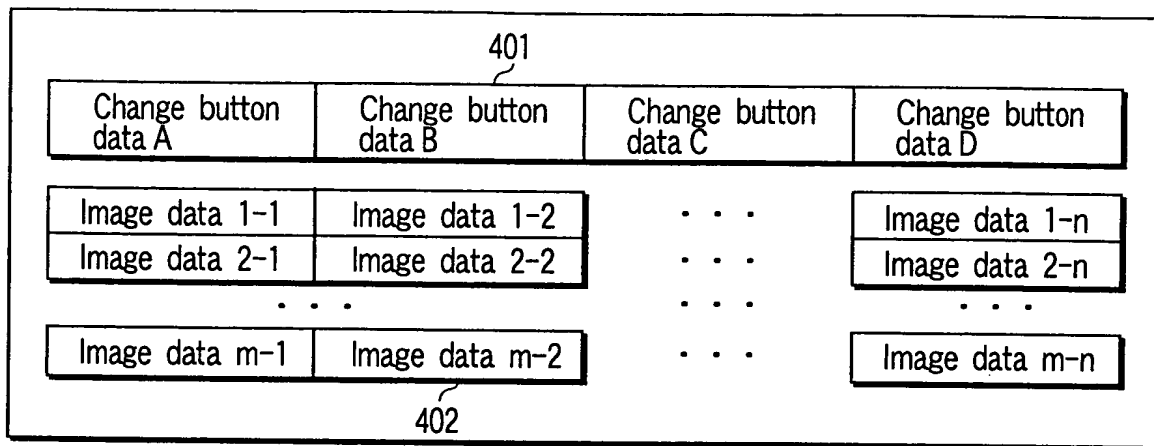 401
Change button data A Change button data B Change button data C Change button data D
Image data 1-1 Image data 1-2 . . . Image data 1-n
Image data 2-1 Image data 2-2 . . . Image data 2-n
. . . . . . . . .
Image data m-1 Image data m-2 . . . Image data m-n
402